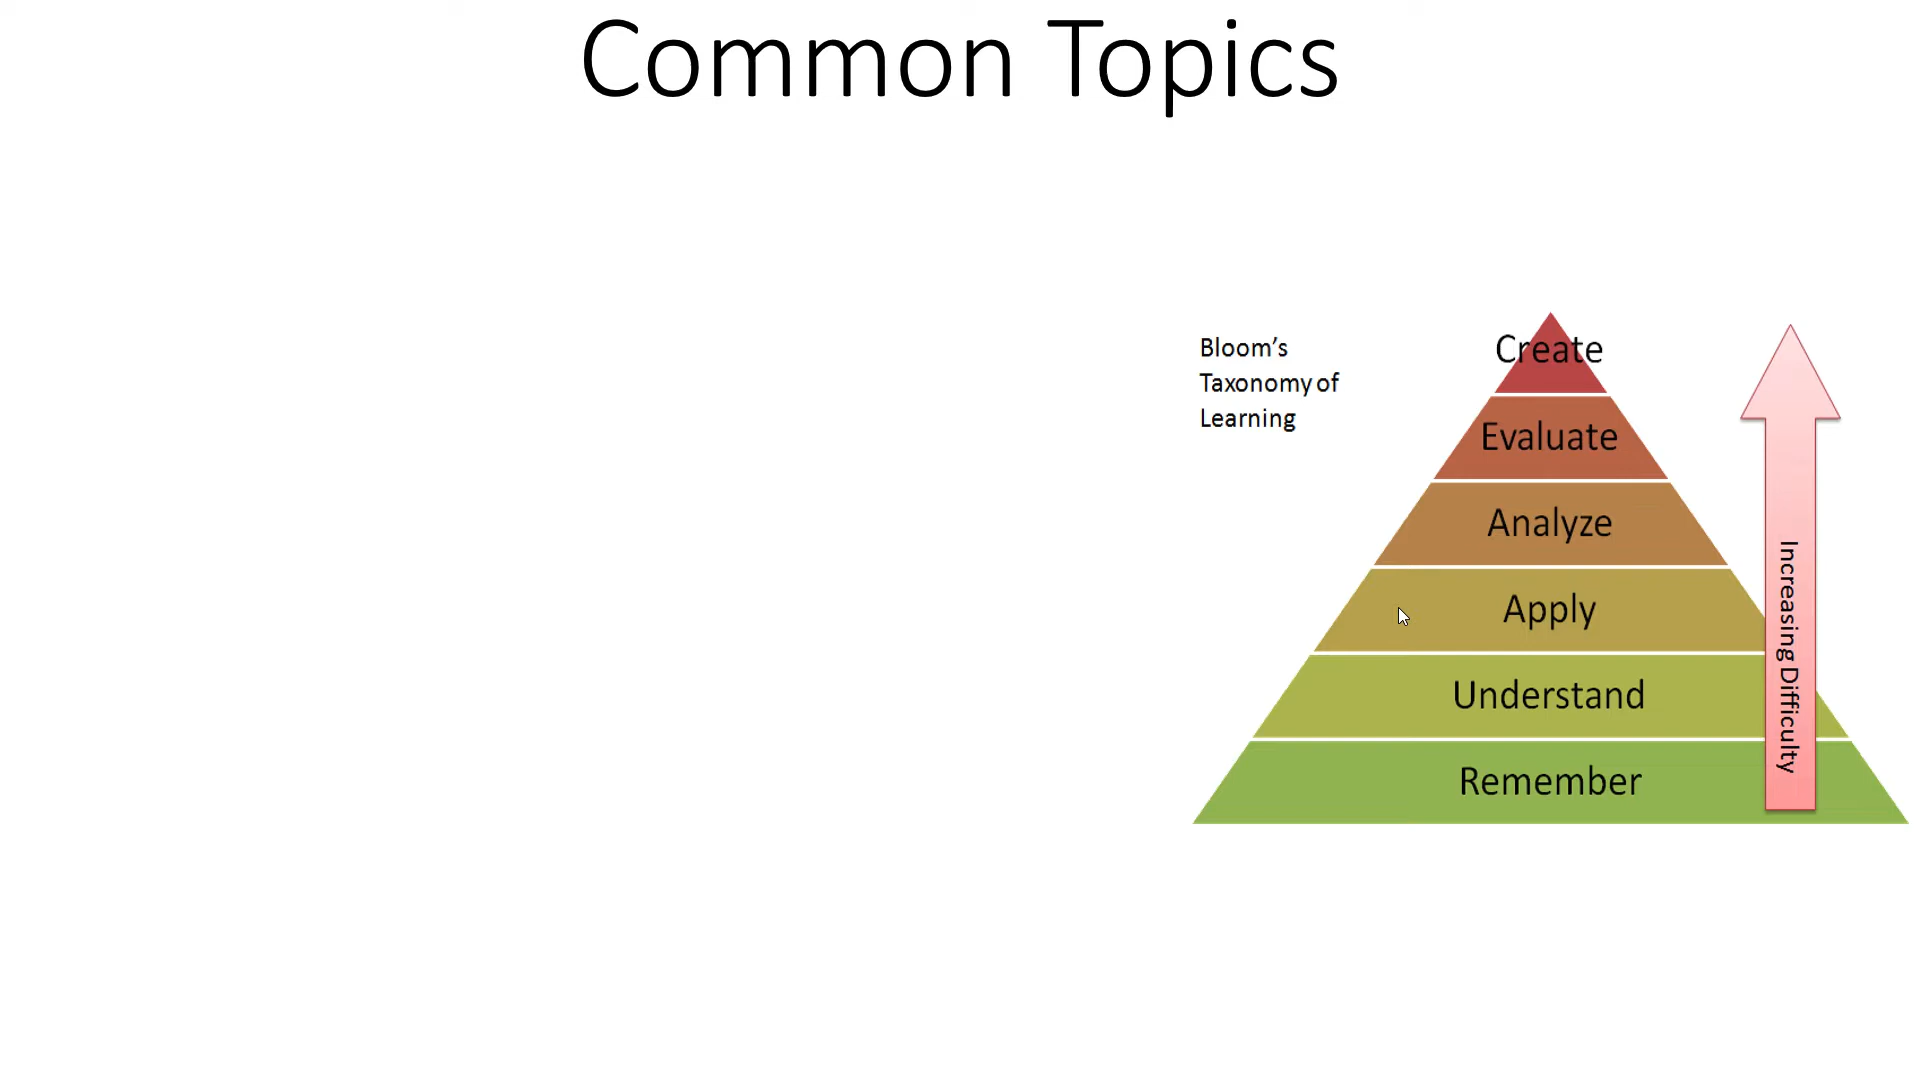 Common Topics
Bloom’s
Taxonomy of
Learning
Create
Evaluate
Analyze
Apply
Understand
Remember
Increasing Difficulty